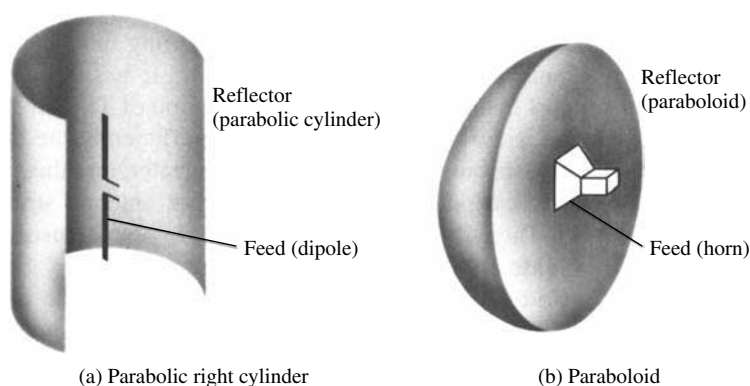 Reflector
(parabolic cylinder)
Feed (dipole)
(a) Parabolic right cylinder
Reflector
(paraboloid)
Feed (horn)
(b) Paraboloid